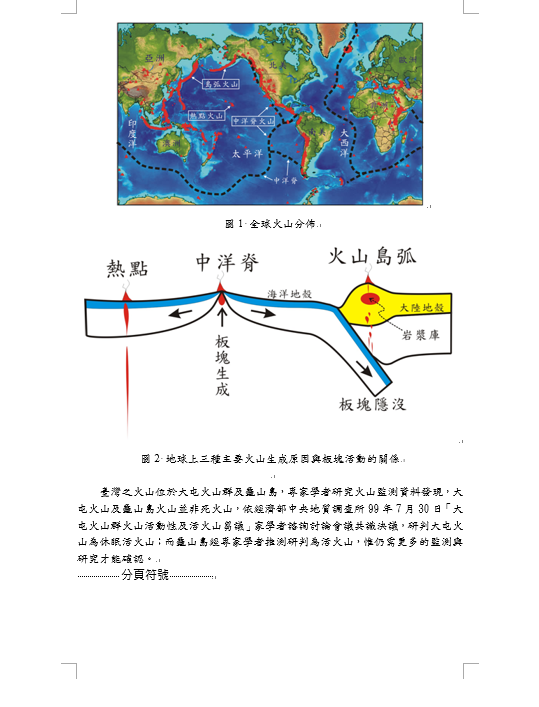 亞洲
北美
歐洲
島弧火山
熱點火山
中洋脊火山
印度洋
太平洋
大西洋
中洋脊
圖 1 全球火山分佈
熱點
中洋脊
火山島弧
海洋地殼
大陸地殼
岩漿庫
板塊生成
板塊隱沒
圖 2 地球上三種主要火山生成原因與板塊活動的關係
臺灣之火山位於大屯火山群及龜山島,專家學者研究火山監測資料發現,大
屯火山及龜山島火山並非死火山,依經濟部中央地質調查所 99 年 7 月 30 日「大
屯火山群火山活動性及活火山芻議」家學者諮詢討論會議共識決議,研判大屯火
山為休眠活火山;而龜山島經專家學者推測研判為活火山,惟仍需更多的監測與
研究才能確認。
分頁符號